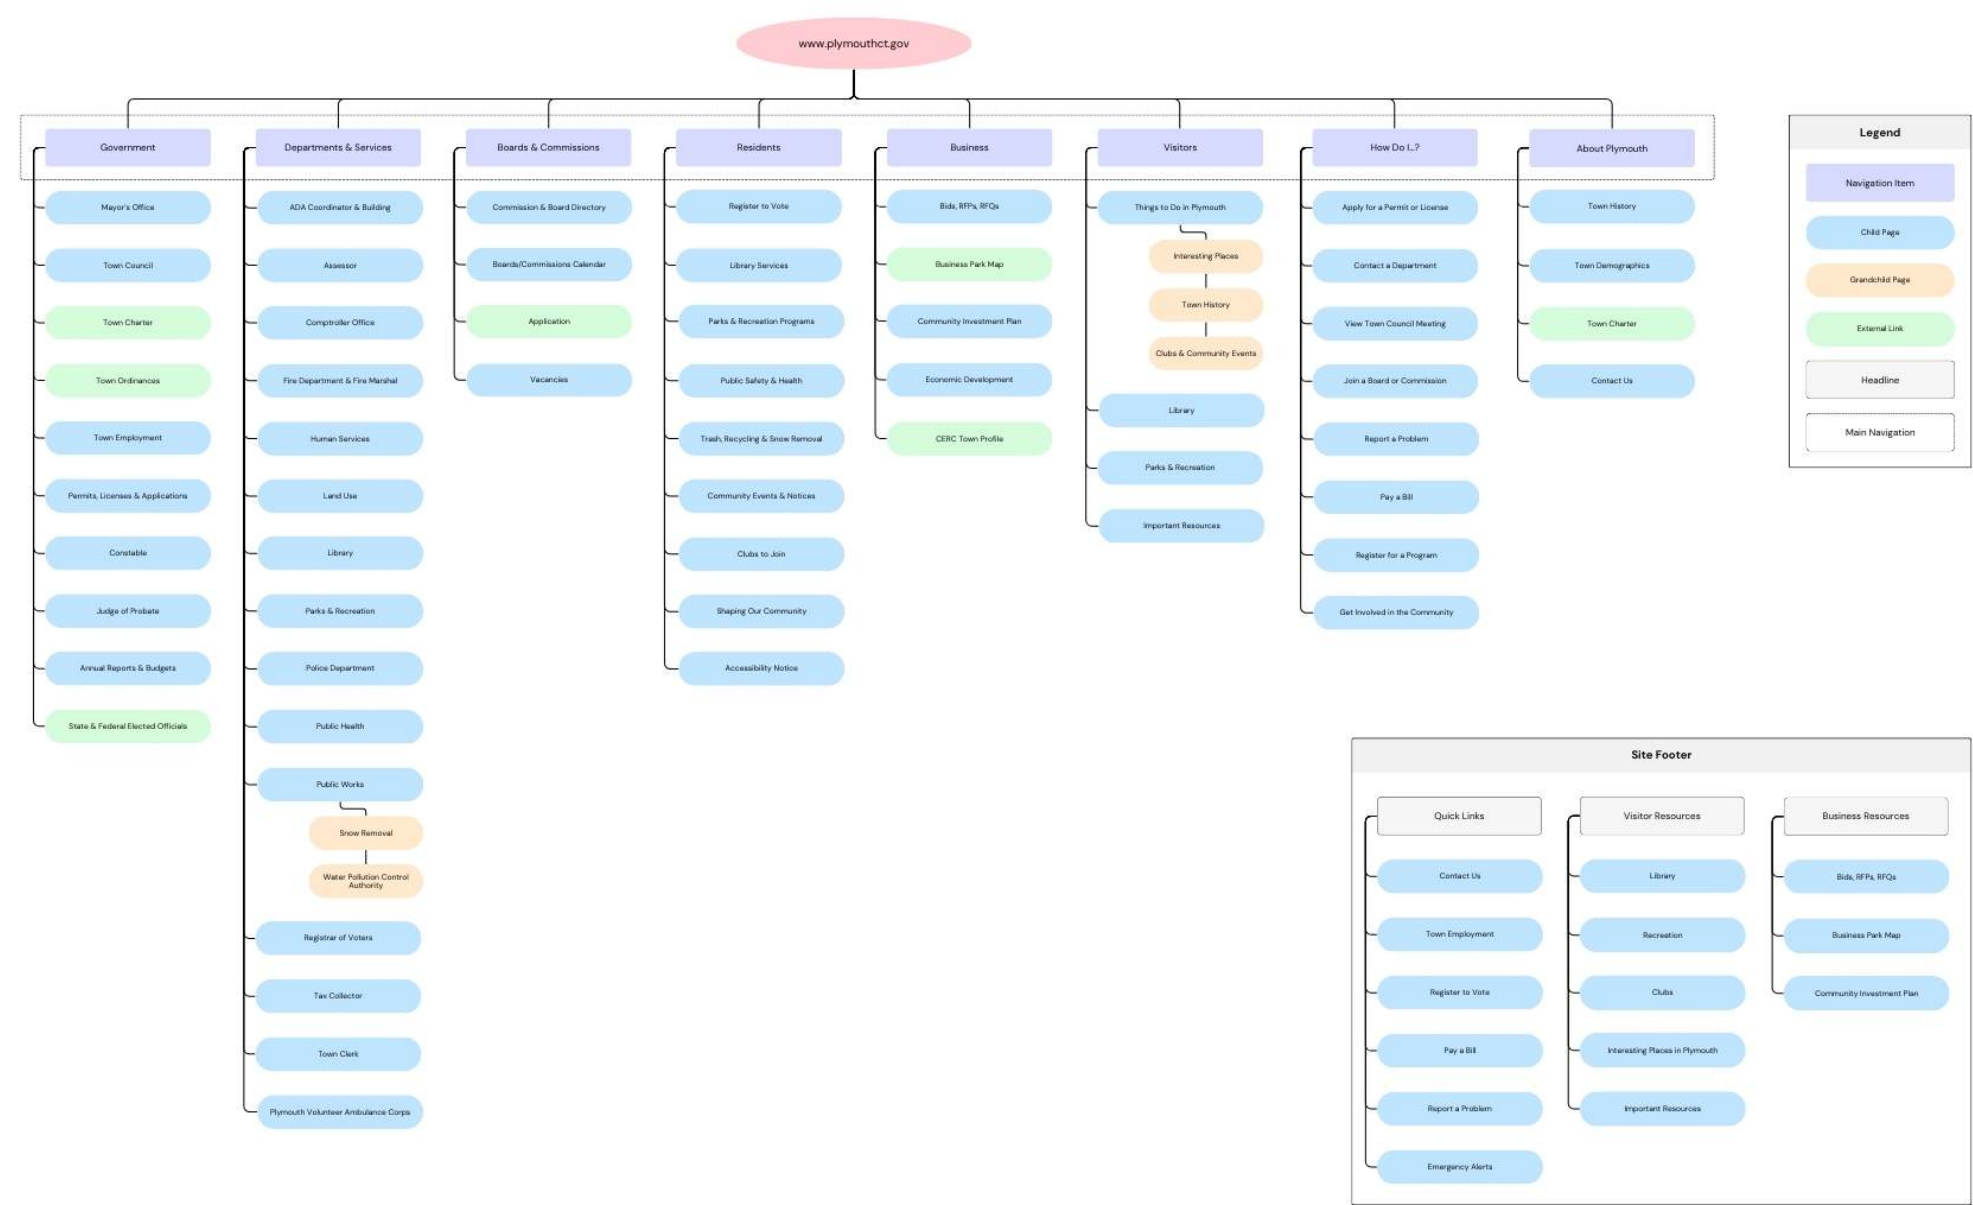 www.plymouthct.gov
Government
Departments & Services
Boards & Commissions
Residents
Business
Visitors
How Do I...?
About Plymouth
Mayor's Office
Town Council
Town Charter
Town Ordinances
Town Employment
Permits, Licenses & Applications
Constable
Judge of Probate
Annual Reports & Budgets
State & Federal Elected Officials
ADA Coordinator & Building
Assessor
Comptroller Office
Fire Department & Fire Marshal
Human Services
Land Use
Library
Parks & Recreation
Police Department
Public Health
Public Works
Snow Removal
Water Pollution Control
Authority
Registrar of Voters
Tax Collector
Town Clerk
Plymouth Volunteer Ambulance Corps
Commission & Board Directory
Boards/Commissions Calendar
Application
Vacancies
Register to Vote
Library Services
Parks & Recreation Programs
Public Safety & Health
Trash, Recycling & Snow Removal
Community Events & Notices
Clubs to Join
Shaping Our Community
Accessibility Notice
Bids, RFPs, RFQs
Business Park Map
Community Investment Plan
Economic Development
CERC Town Profile
Things to Do in Plymouth
Interesting Places
Town History
Clubs & Community Events
Library
Parks & Recreation
Important Resources
Apply for a Permit or License
Contact a Department
View Town Council Meeting
Join a Board or Commission
Report a Problem
Pay a Bill
Register for a Program
Get Involved in the Community
Town History
Town Demographics
Town Charter
Contact Us
Legend
Navigation Item
Child Page
Grandchild Page
External Link
Headline
Main Navigation
Site Footer
Quick Links
Contact Us
Town Employment
Register to Vote
Pay a Bill
Report a Problem
Emergency Alerts
Visitor Resources
Library
Recreation
Clubs
Interesting Places in Plymouth
Important Resources
Business Resources
Bids, RFPs, RFQs
Business Park Map
Community Investment Plan